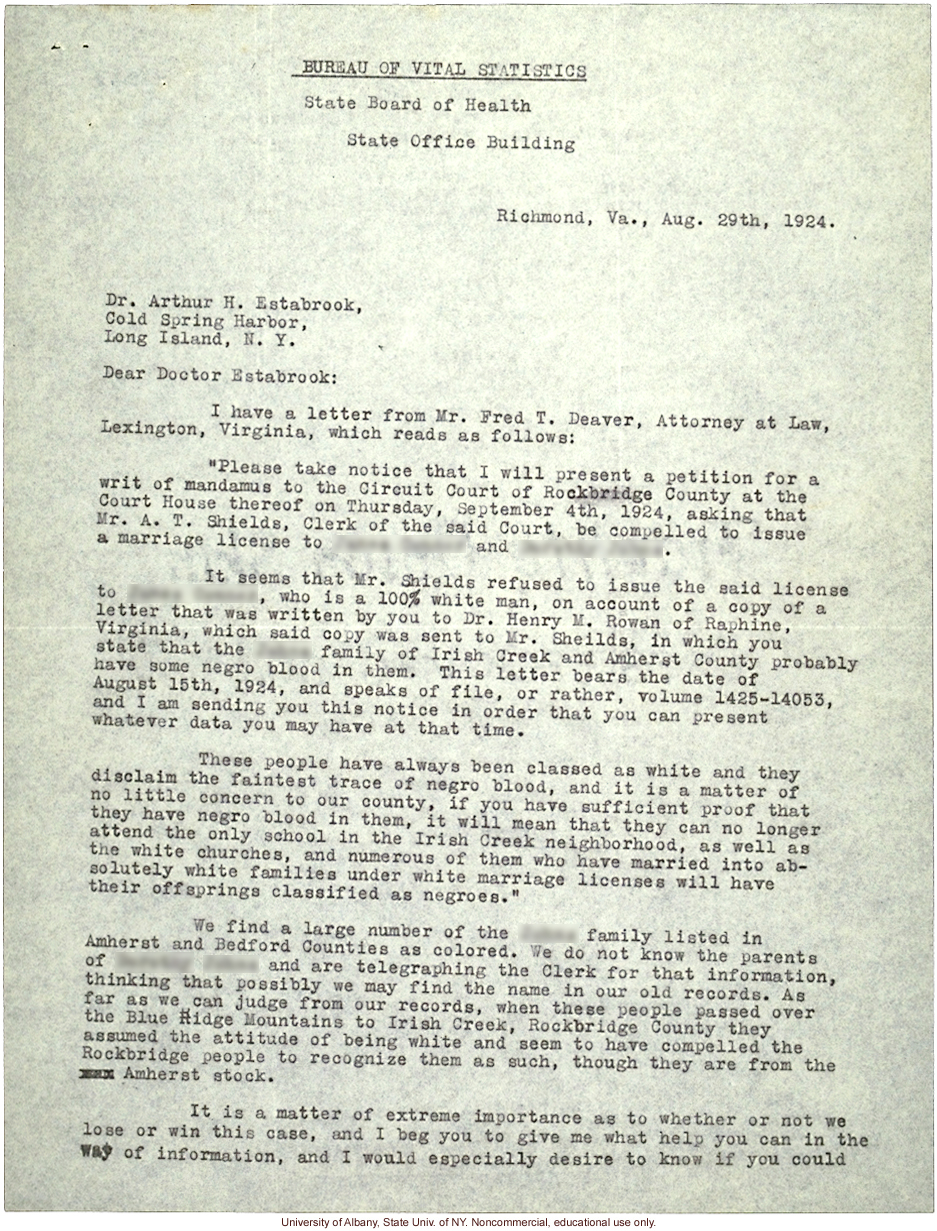 BUREAU OF VITAL STATISTICS
State Board of Health
State Office Building
Richmond, Va., Aug. 29th, 1924.
Dr. Arthur H. Estabrook,
Cold Spring Harbor,
Long Island, N. Y.
Dear Doctor Estabrook:
I have a letter from Mr. Fred T. Deaver, Attorney at Law,
Lexington, Virginia, which reads as follows:
"Please take notice that I will present a petition for a
writ of mandamus to the Circuit Court of Rockbridge County at the
Court House thereof on Thursday, September 4th, 1924, asking that
Mr. A. T. Shields, Clerk of the said Court, be compelled to issue
a marriage license to and .
It seems that Mr. Shields refused to issue the said license
to , who is a 100% white man, on account of a copy of a
letter that was written by you to Dr. Henry M. Rowan of Raphine,
Virginia, which said copy was sent to Mr. Sheilds, in which you
state that the family of Irish Creek and Amherst County probably
have some negro blood in them. This letter bears the date of
August 15th, 1924, and speaks of file, or rather, volume 1425-14053,
and I am sending you this notice in order that you can present
whatever data you may have at that time.
These people have always been classed as white and they
disclaim the faintest trace of negro blood, and it is a matter of
no little concern to our county, if you have sufficient proof that
they have negro blood in them, it will mean that they can no longer
attend the only school in the Irish Creek neighborhood, as well as
the white churches, and numerous of them who have married into ab-
solutely white families under white marriage licenses will have
their offsprings classified as negroes."
We find a large number of the family listed in
Amherst and Bedford Counties as colored. We do not know the parents
of and are telegraphing the Clerk for that information,
thinking that possibly we may find the name in our old records. As
far as we can judge from our records, when these people passed over
the Blue Ridge Mountains to Irish Creek, Rockbridge County they
assumed the attitude of being white and seem to have compelled the
Rockbridge people to recognize them as such, though they are from the
Amherst stock.
It is a matter of extreme importance as to whether or not we
lose or win this case, and I beg you to give me what help you can in the
way of information, and I would especially desire to know if you could
University of Albany, State Univ. of NY. Noncommercial, educational use only.